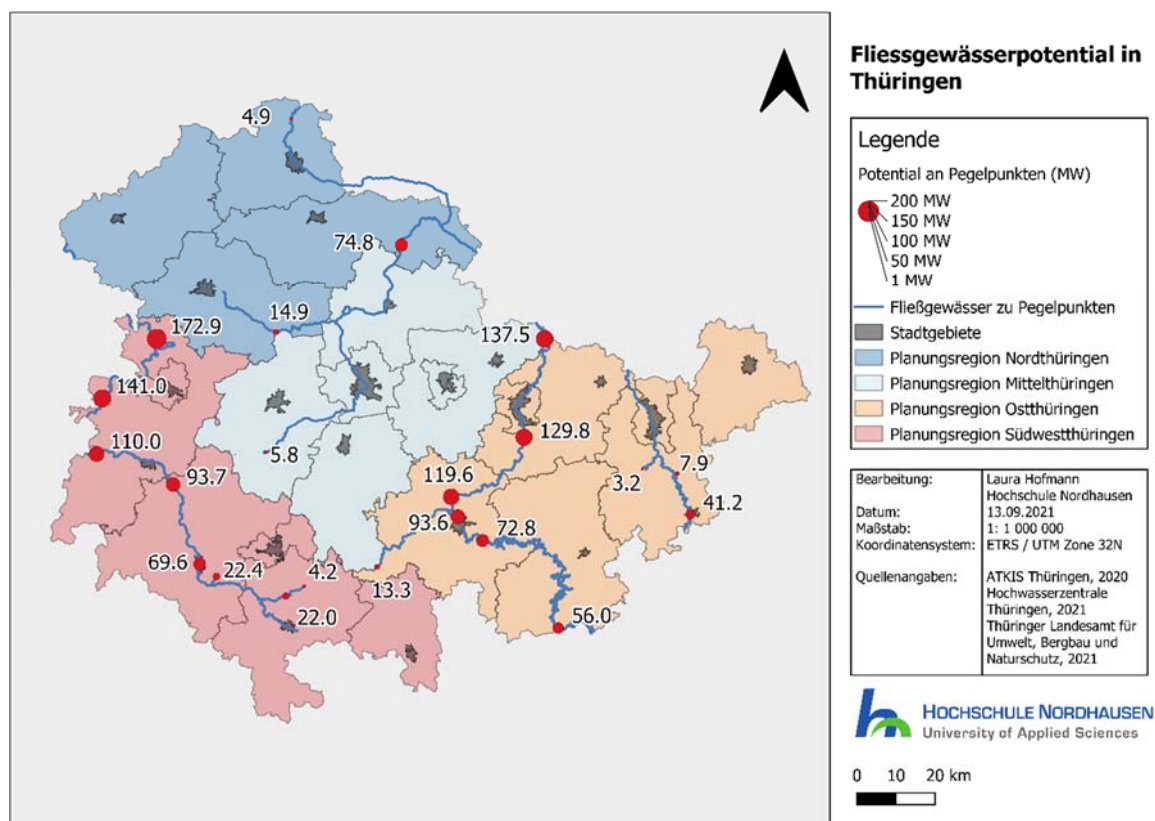 4.9
74.8
14.9
172.9
137.5
141.0
129.8
110.0
5.8
7.9
3.2
93.7
119.6
41.2
93.6
72.8
69.6
22.4
4.2
13.3
22.0
56.0
Fliessgewässerpotential in
Thüringen
Legende
Potential an Pegelpunkten (MW)
200 MW
150 MW
100 MW
50 MW
1 MW
Fließgewässer zu Pegelpunkten
Stadtgebiete
Planungsregion Nordthüringen
Planungsregion Mittelthüringen
Planungsregion Ostthüringen
Planungsregion Südwestthüringen
Bearbeitung: Laura Hofmann
Hochschule Nordhausen
Datum: 13.09.2021
Maßstab: 1: 1 000 000
Koordinatensystem: ETRS / UTM Zone 32N
Quellenangaben: ATKIS Thüringen, 2020
Hochwasserzentrale
Thüringen, 2021
Thüringer Landesamt für
Umwelt, Bergbau und
Naturschutz, 2021
HOCHSCHULE NORDHAUSEN
University of Applied Sciences
0 10 20 km